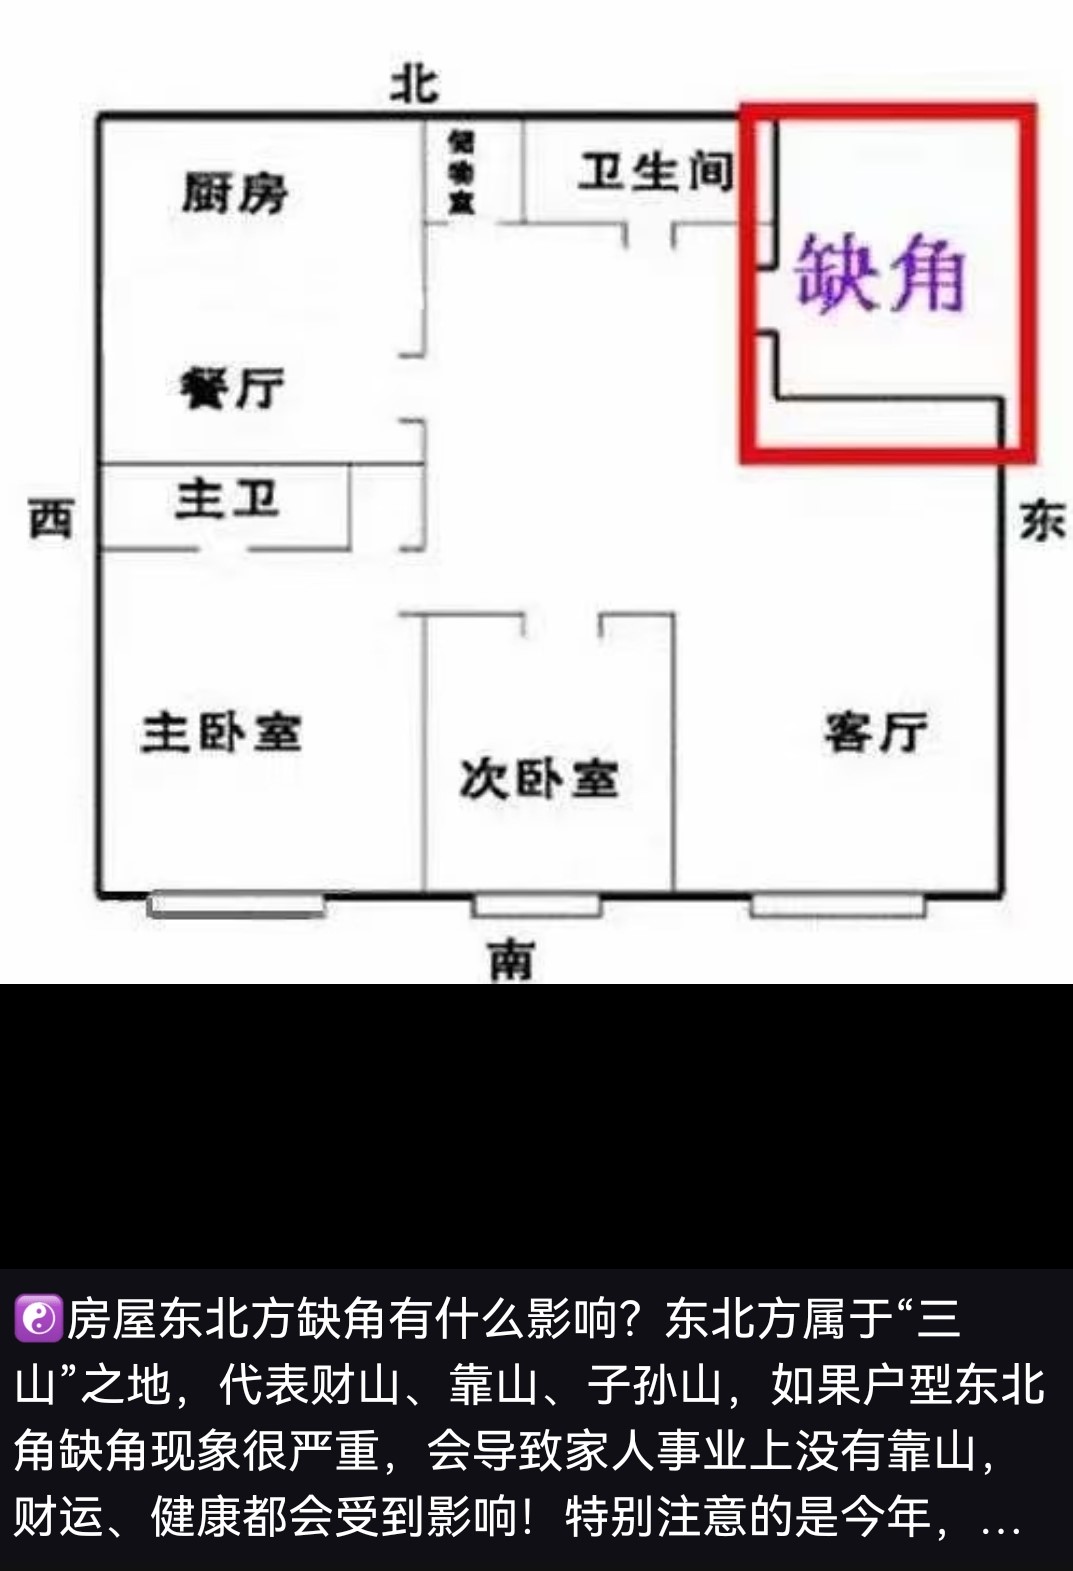 北
厨房
储物室
卫生间
缺角
餐厅
西
主卫
东
主卧室
次卧室
客厅
南
☯️房屋东北方缺角有什么影响？东北方属于“三
山”之地，代表财山、靠山、子孙山，如果户型东北
角缺角现象很严重，会导致家人事业上没有靠山，
财运、健康都会受到影响！特别注意的是今年，...